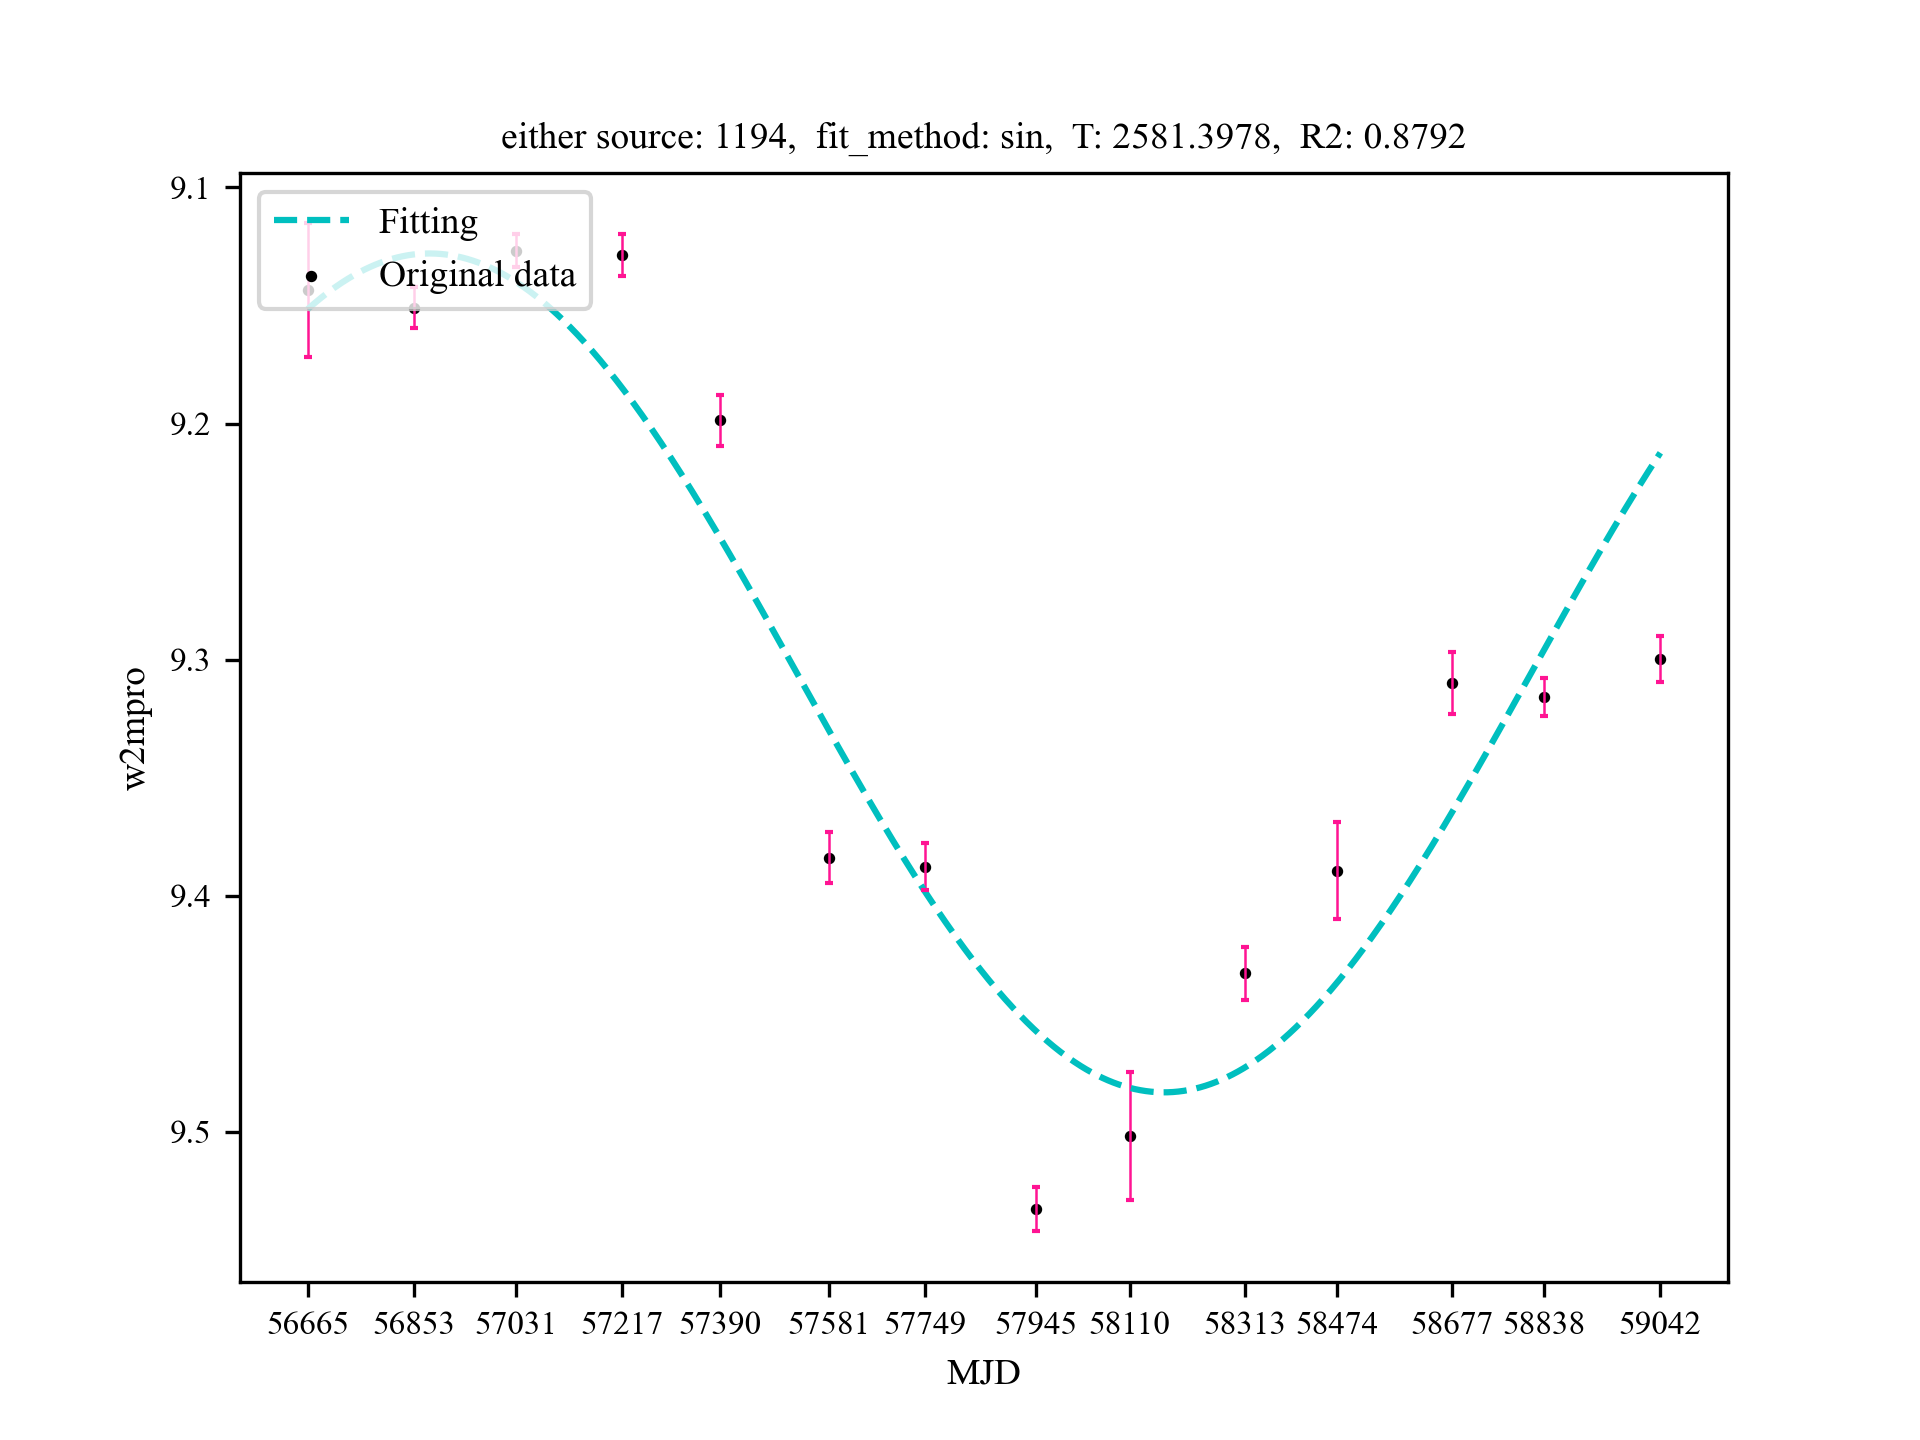 either source: 1194,  fit_method: sin,  T: 2581.3978,  R2: 0.8792
9.1
Fitting
Original data
9.2
9.3
9.4
9.5
w2mpro
56665 56853 57031 57217 57390 57581 57749 57945 58110 58313 58474 58677 58838 59042
MJD